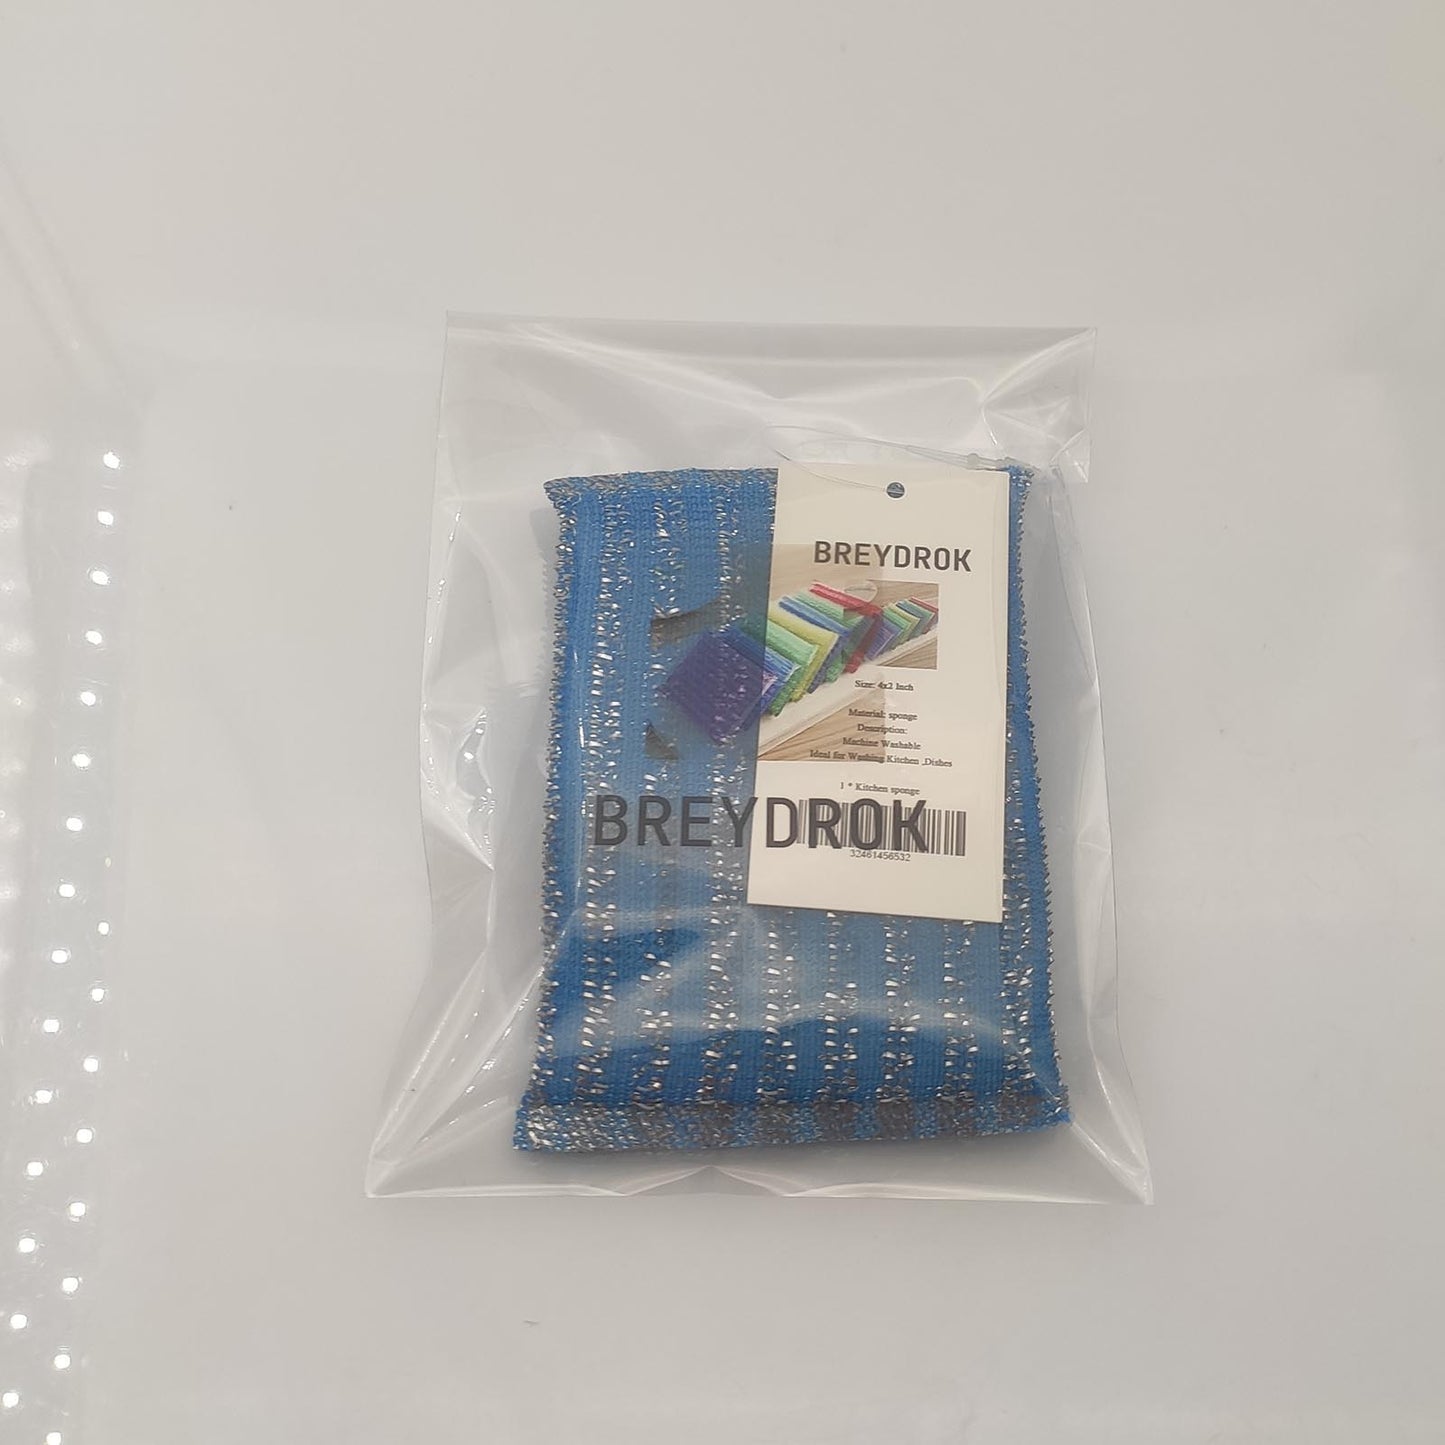 BREYDROK
Size: 4x2 Inch
Material: sponge
Description:
Machine Washable
Ideal for Washing Kitchen ,Dishes
1 * Kitchen sponge
BREYDROK
32461456532